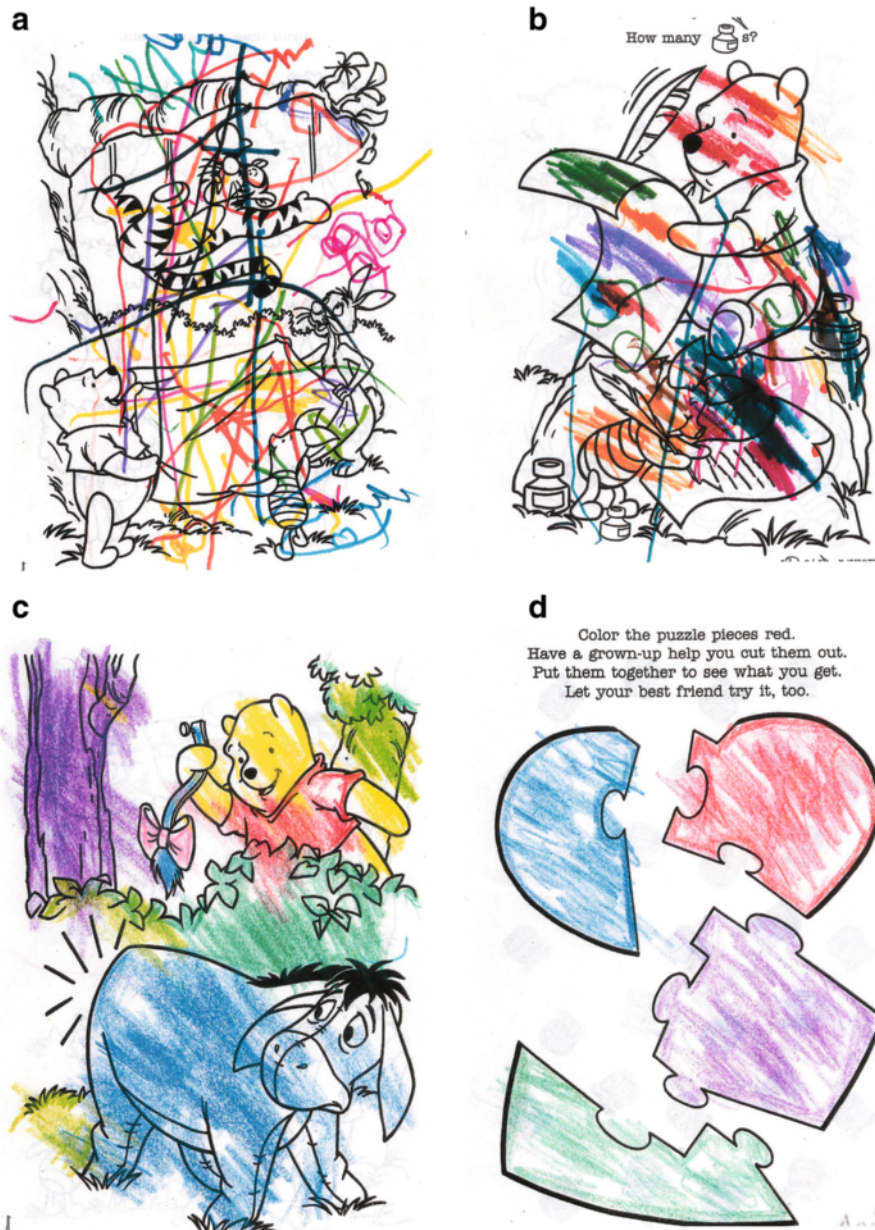 a
b
How many s?
c
d
Color the puzzle pieces red.
Have a grown-up help you cut them out.
Put them together to see what you get.
Let your best friend try it, too.